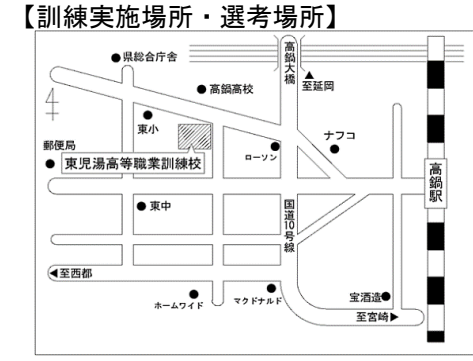 【訓練実施場所・選考場所】
県総合庁舎
高鍋大橋
至延岡
高鍋高校
東小
ナフコ
郵便局
ローソン
東児湯高等職業訓練校
高鍋駅
東中
国道10号線
◀至西都
ホームワイド
マクドナルド
宝酒造
至宮崎▶